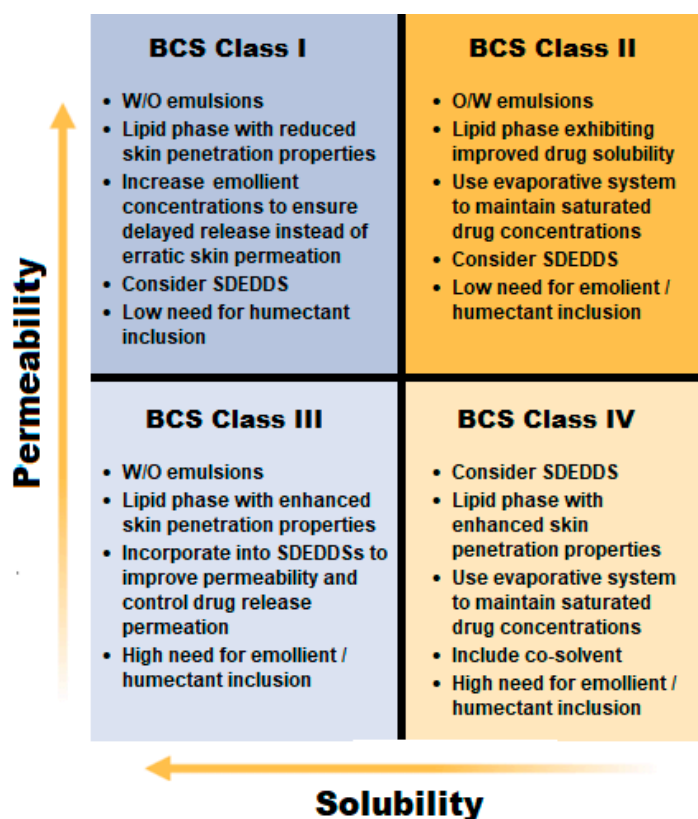 Permeability
BCS Class I
• W/O emulsions
• Lipid phase with reduced
skin penetration properties
• Increase emollient
concentrations to ensure
delayed release instead of
erratic skin permeation
• Consider SDEDDS
• Low need for humectant
inclusion
BCS Class II
• O/W emulsions
• Lipid phase exhibiting
improved drug solubility
• Use evaporative system
to maintain saturated
drug concentrations
• Consider SDEDDS
• Low need for emolient /
humectant inclusion
BCS Class III
• W/O emulsions
• Lipid phase with enhanced
skin penetration properties
• Incorporate into SDEDDSs to
improve permeability and
control drug release
permeation
• High need for emollient /
humectant inclusion
BCS Class IV
• Consider SDEDDS
• Lipid phase with
enhanced skin
penetration properties
• Use evaporative system
to maintain saturated
drug concentrations
• Include co-solvent
• High need for emollient /
humectant inclusion
Solubility